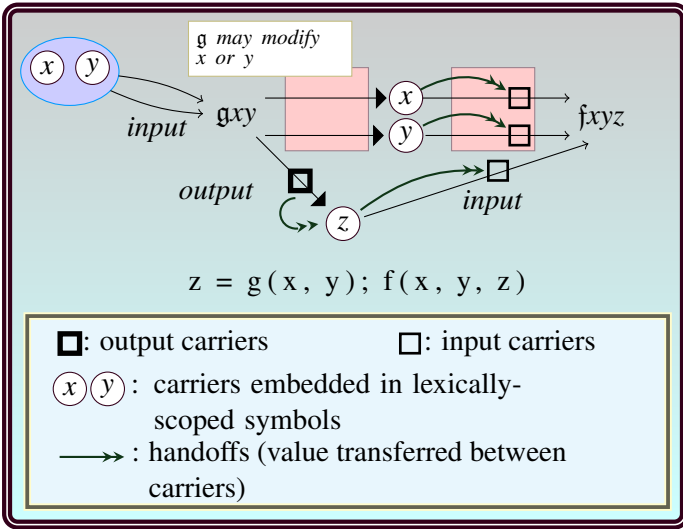 𝔤 may modify
x or y
x y
x
input
𝔤xy
y
𝔣xyz
output
z
input
z = g(x, y); f(x, y, z)
: output carriers
: input carriers
x y : carriers embedded in lexically-
scoped symbols
: handoffs (value transferred between
carriers)